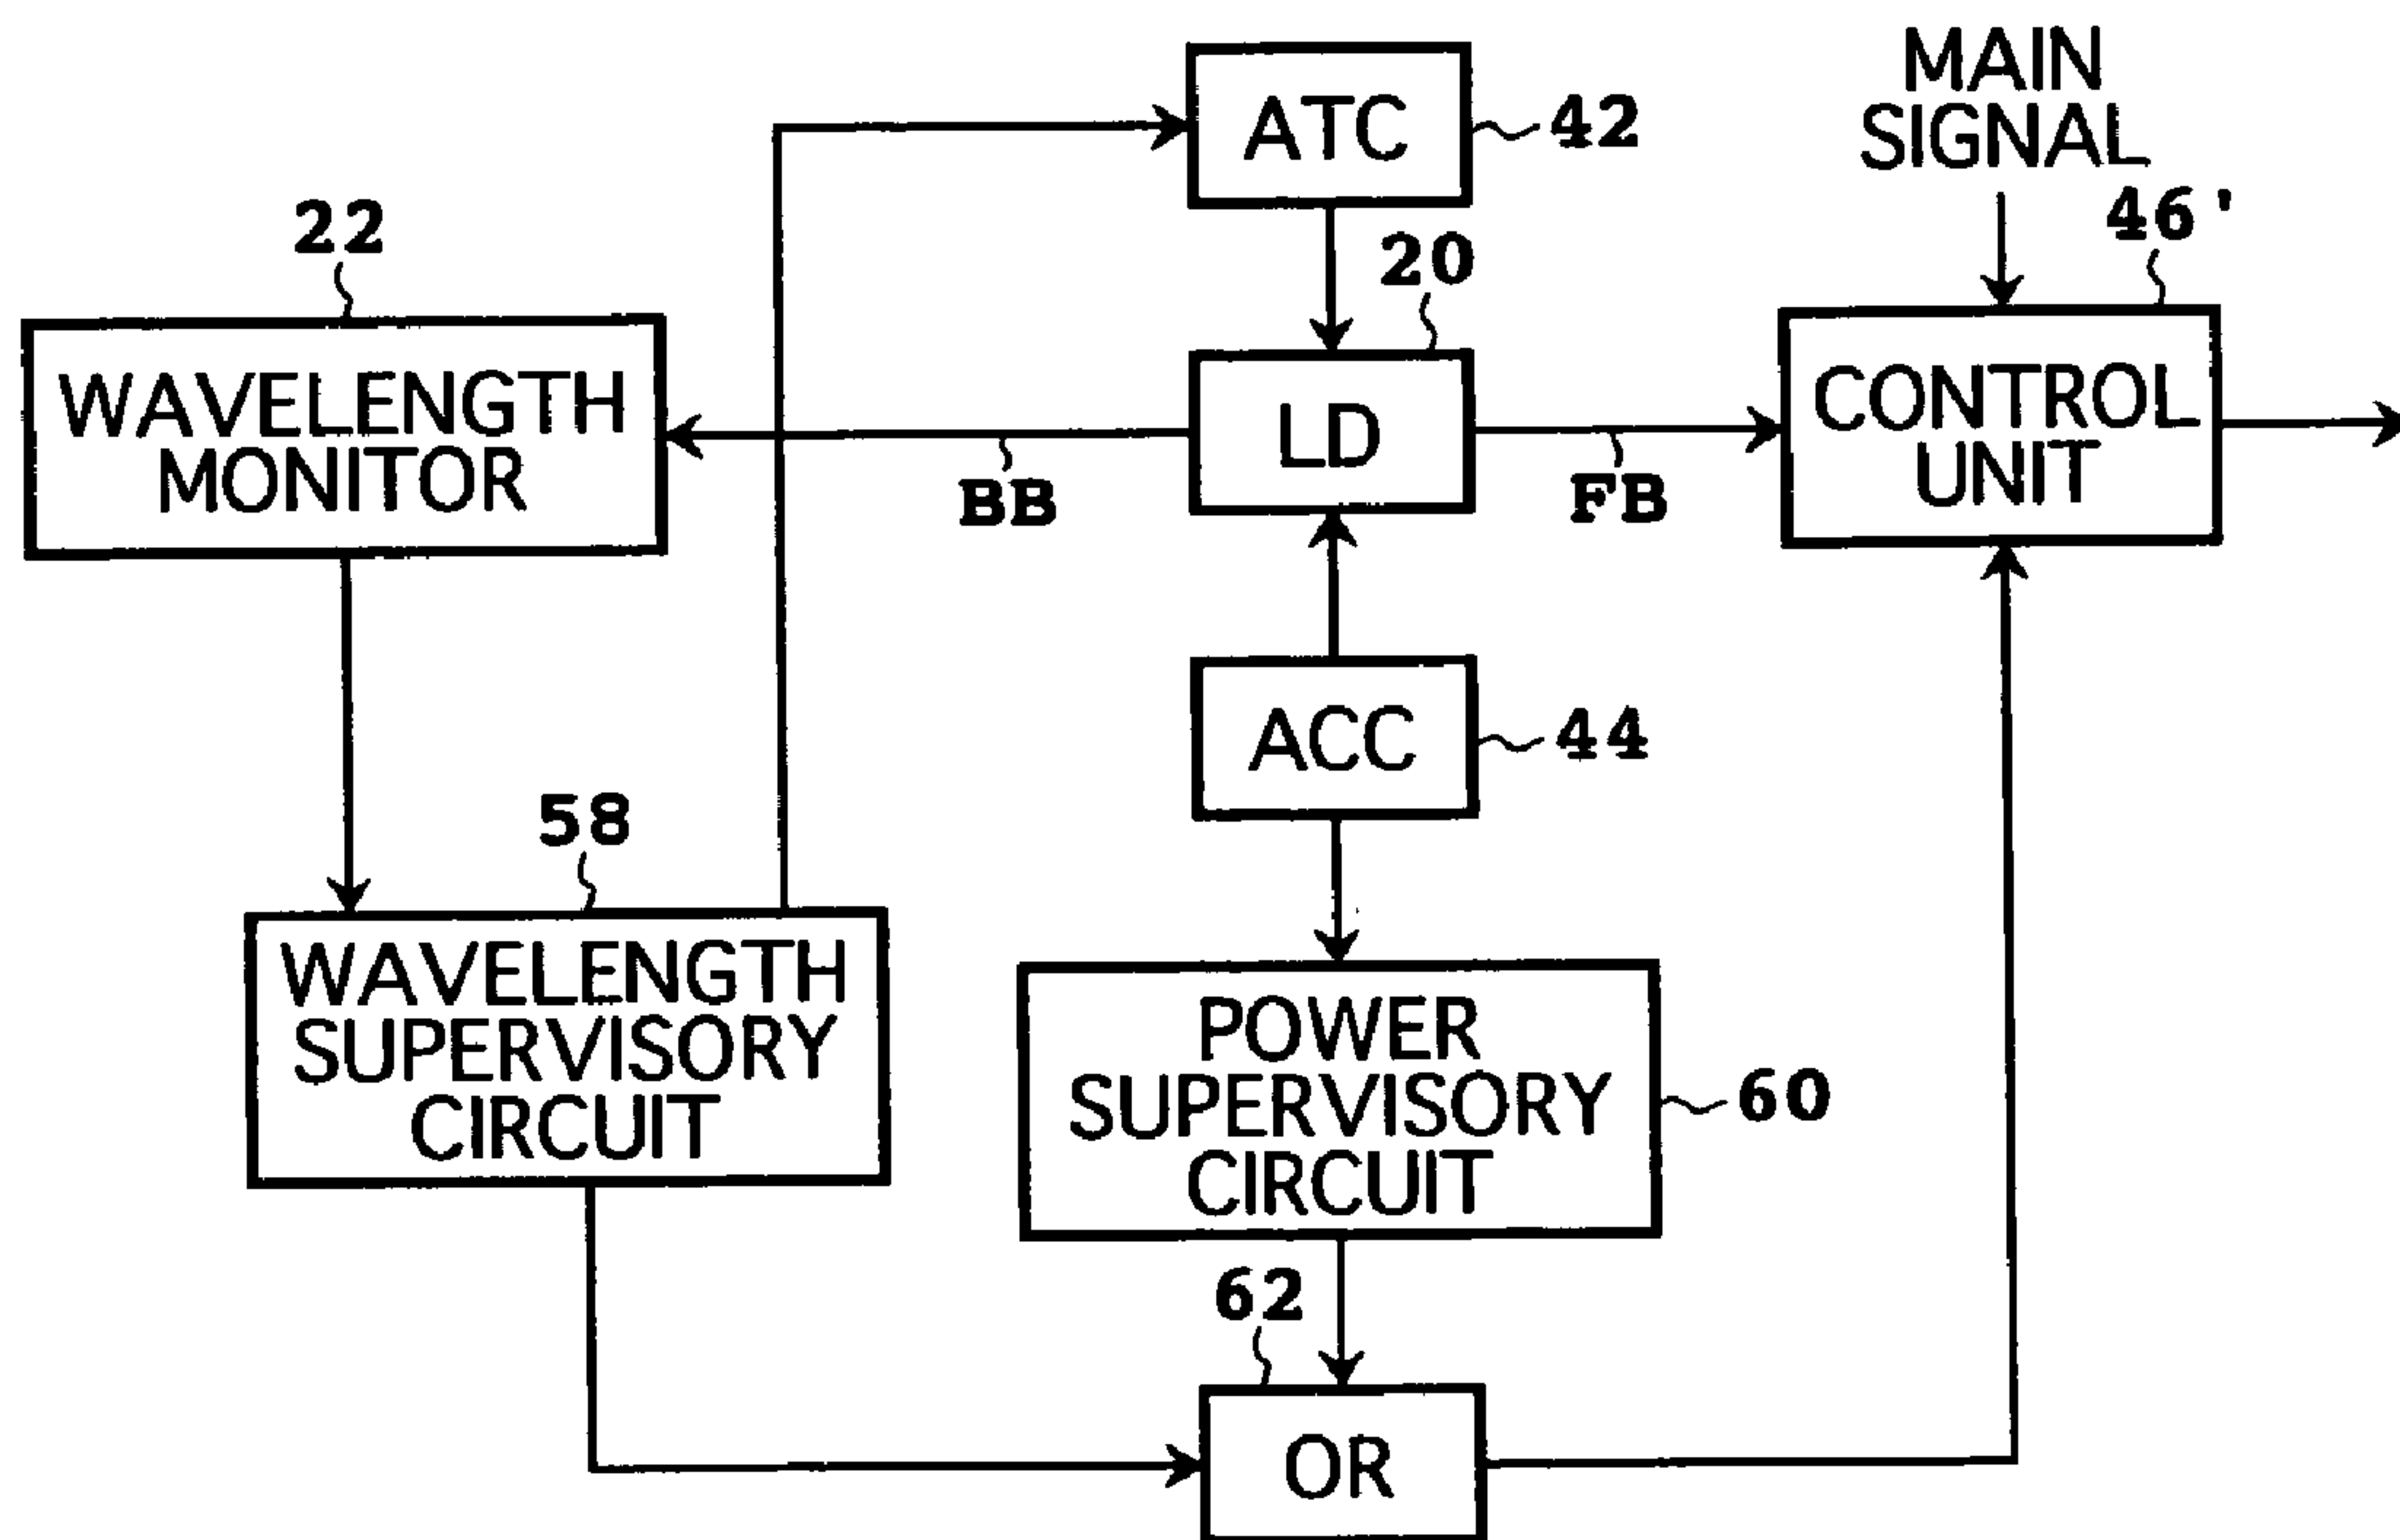 MAIN
SIGNAL
ATC
42
46'
22
20
WAVELENGTH
MONITOR
LD
CONTROL
UNIT
BB
FB
ACC
44
58
WAVELENGTH
SUPERVISORY
CIRCUIT
POWER
SUPERVISORY
CIRCUIT
60
62
OR